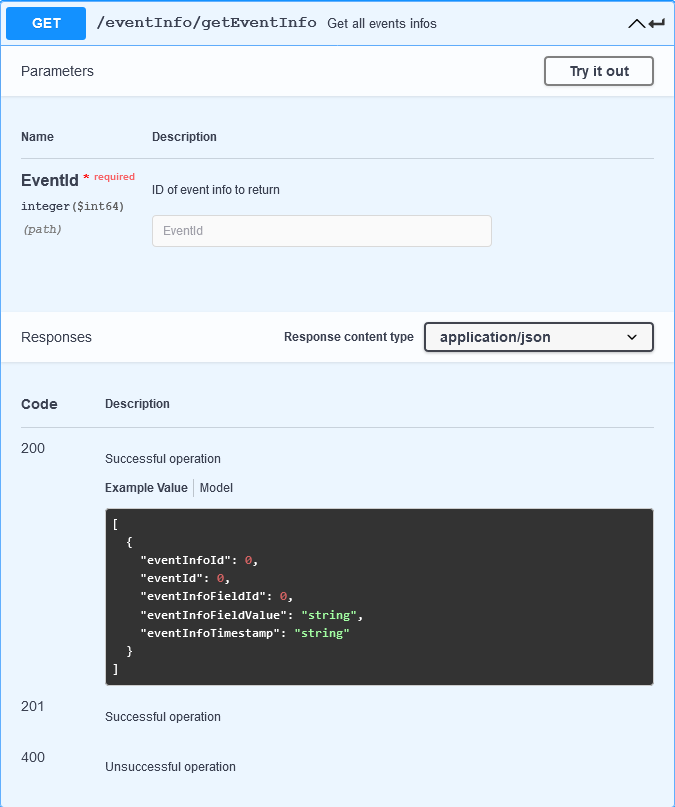 GET /eventInfo/getEventInfo Get all events infos
Parameters Try it out
Name Description
EventId * required
integer($int64)
(path)
ID of event info to return
EventId
Responses Response content type application/json
Code Description
200
Successful operation
Example Value Model
[
  {
    "eventInfoId": 0,
    "eventId": 0,
    "eventInfoFieldId": 0,
    "eventInfoFieldValue": "string",
    "eventInfoTimestamp": "string"
  }
]
201
Successful operation
400
Unsuccessful operation